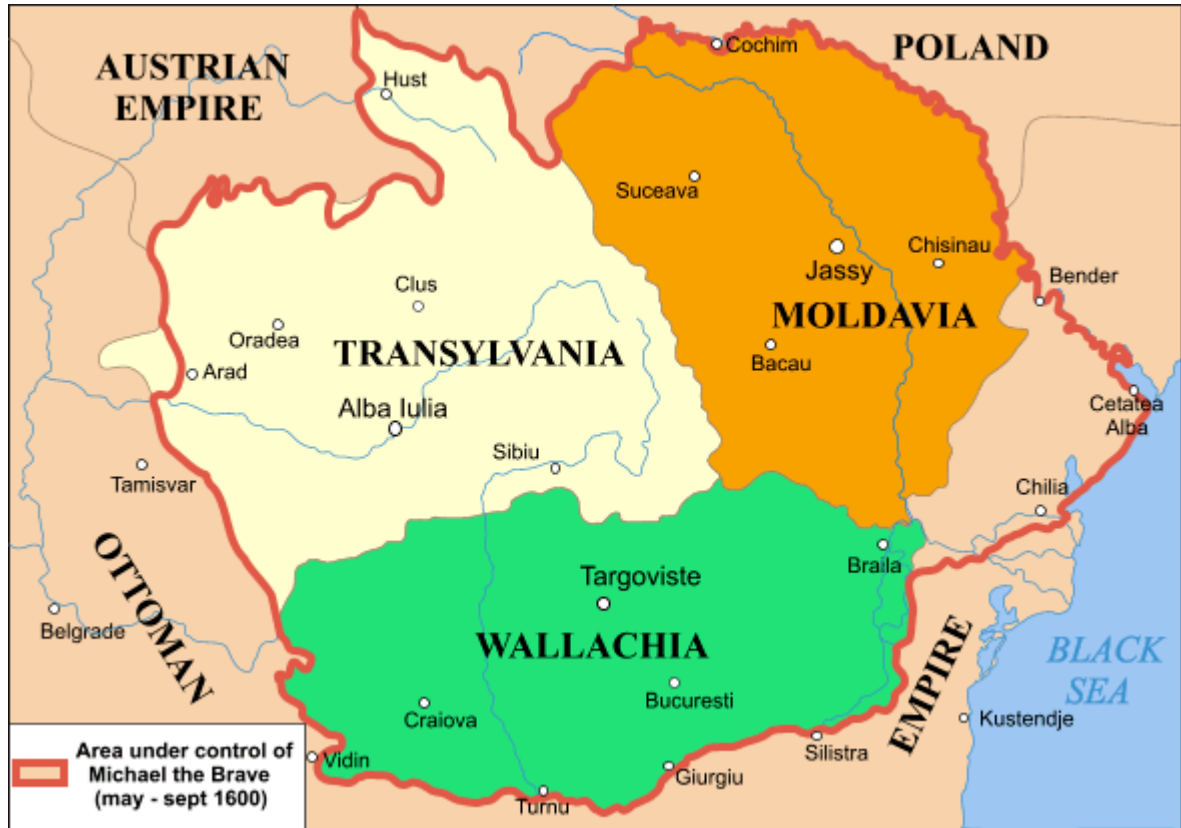 AUSTRIAN
EMPIRE
POLAND
Cochim
Hust
Suceava
Jassy
Chisinau
Bender
MOLDAVIA
Clus
Oradea
TRANSYLVANIA
Arad
Bacau
Alba Iulia
Cetatea
Alba
Sibiu
Tamisvar
Chilia
OTTOMAN
Braila
Targoviste
Belgrade
WALLACHIA
EMPIRE
BLACK
SEA
Bucuresti
Craiova
Kustendje
Silistra
Vidin
Giurgiu
Turnu
Area under control of
Michael the Brave
(may - sept 1600)